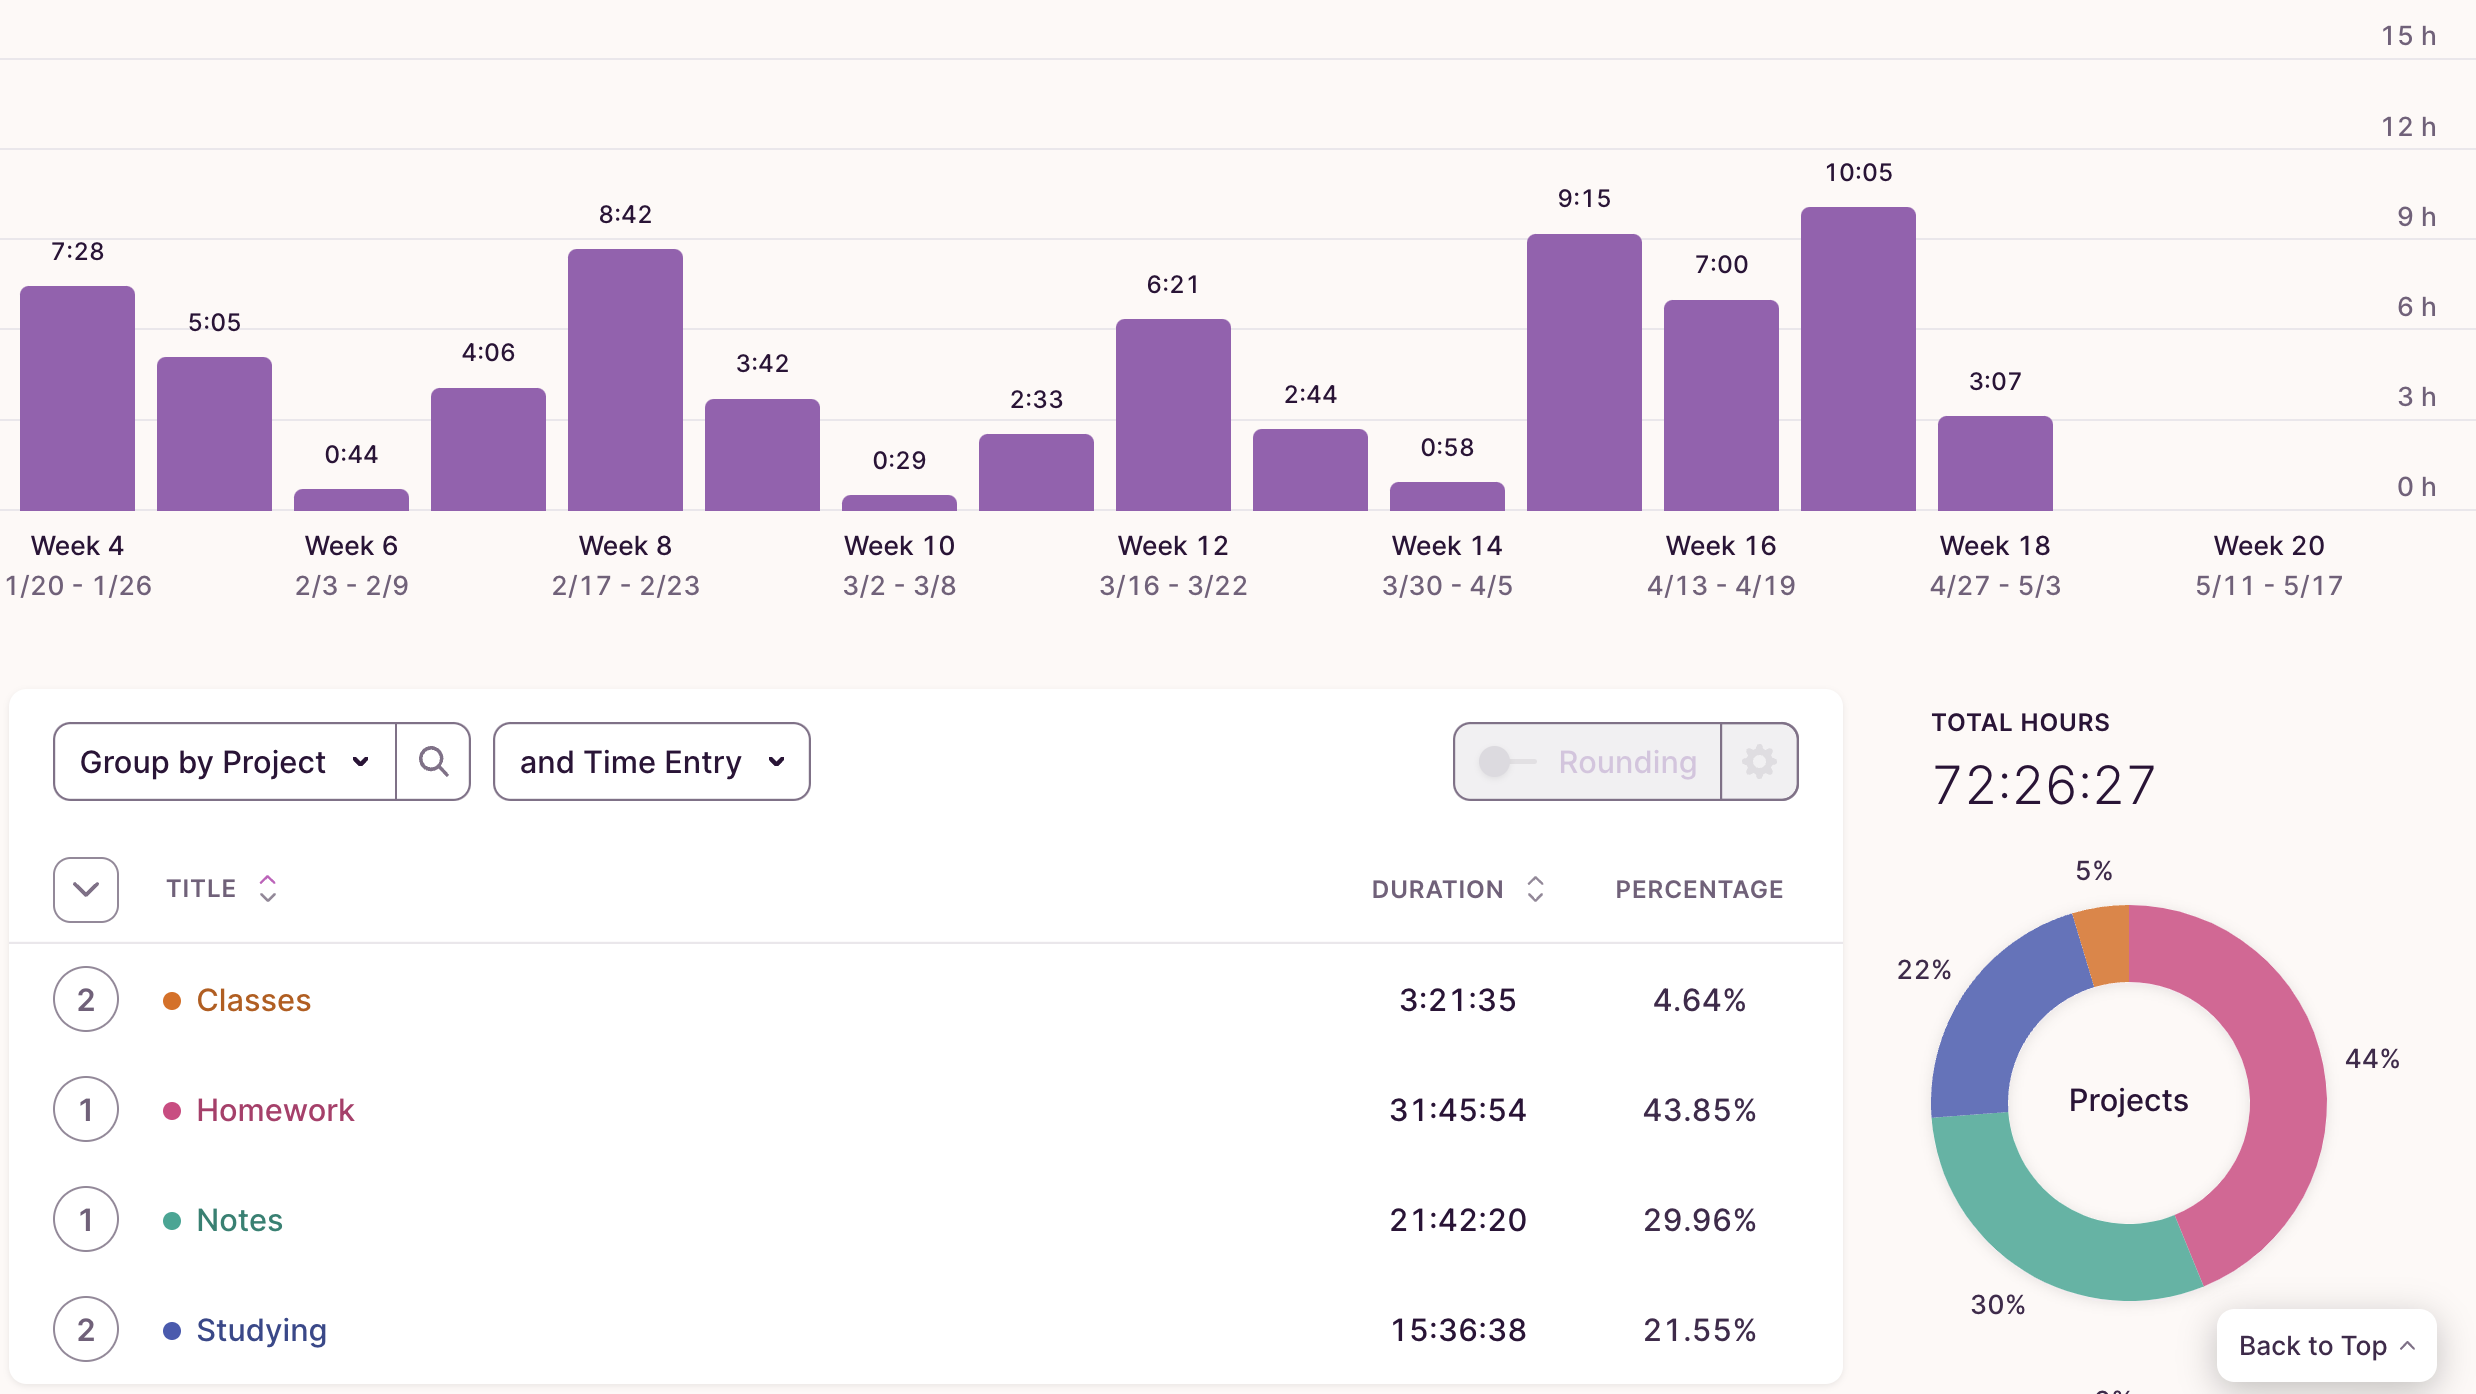 15 h
12 h
9 h
6 h
3 h
0 h
7:28
5:05
0:44
4:06
8:42
3:42
0:29
2:33
6:21
2:44
0:58
9:15
7:00
10:05
3:07
Week 4 Week 6 Week 8 Week 10 Week 12 Week 14 Week 16 Week 18 Week 20
1/20 - 1/26 2/3 - 2/9 2/17 - 2/23 3/2 - 3/8 3/16 - 3/22 3/30 - 4/5 4/13 - 4/19 4/27 - 5/3 5/11 - 5/17
Group by Project and Time Entry Rounding
TITLE DURATION PERCENTAGE
2 Classes 3:21:35 4.64%
1 Homework 31:45:54 43.85%
1 Notes 21:42:20 29.96%
2 Studying 15:36:38 21.55%
TOTAL HOURS
72:26:27
5%
22%
44%
Projects
30%
Back to Top